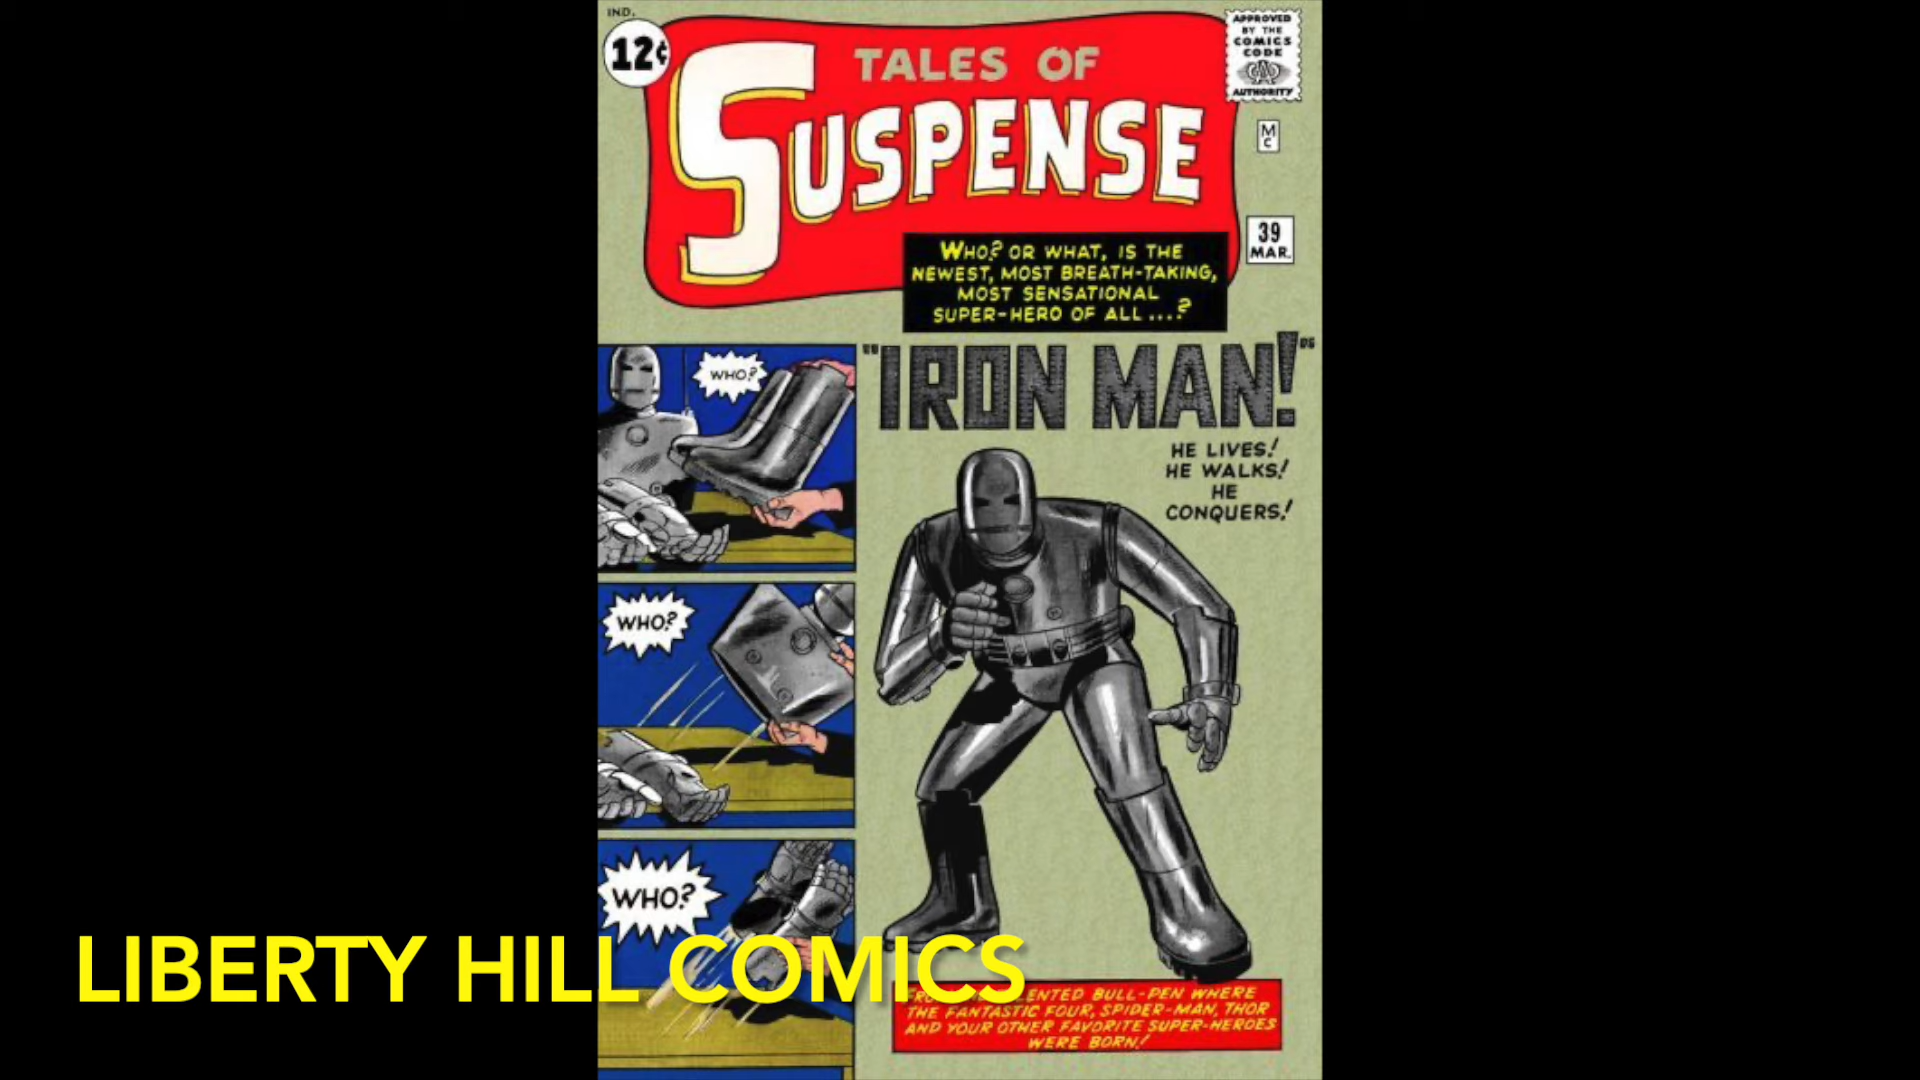 IND.
12¢
TALES OF
SUSPENSE
APPROVED
BY THE
COMICS
CODE
AUTHORITY
M
C
39
MAR.
WHO? OR WHAT, IS THE
NEWEST, MOST BREATH-TAKING,
MOST SENSATIONAL
SUPER-HERO OF ALL...?
"IRON MAN!"
HE LIVES!
HE WALKS!
HE
CONQUERS!
WHO?
WHO?
WHO?
LIBERTY HILL COMICS
BULL-PEN WHERE
THE FANTASTIC FOUR, SPIDER-MAN, THOR
AND YOUR OTHER FAVORITE SUPER-HEROES
WERE BORN!